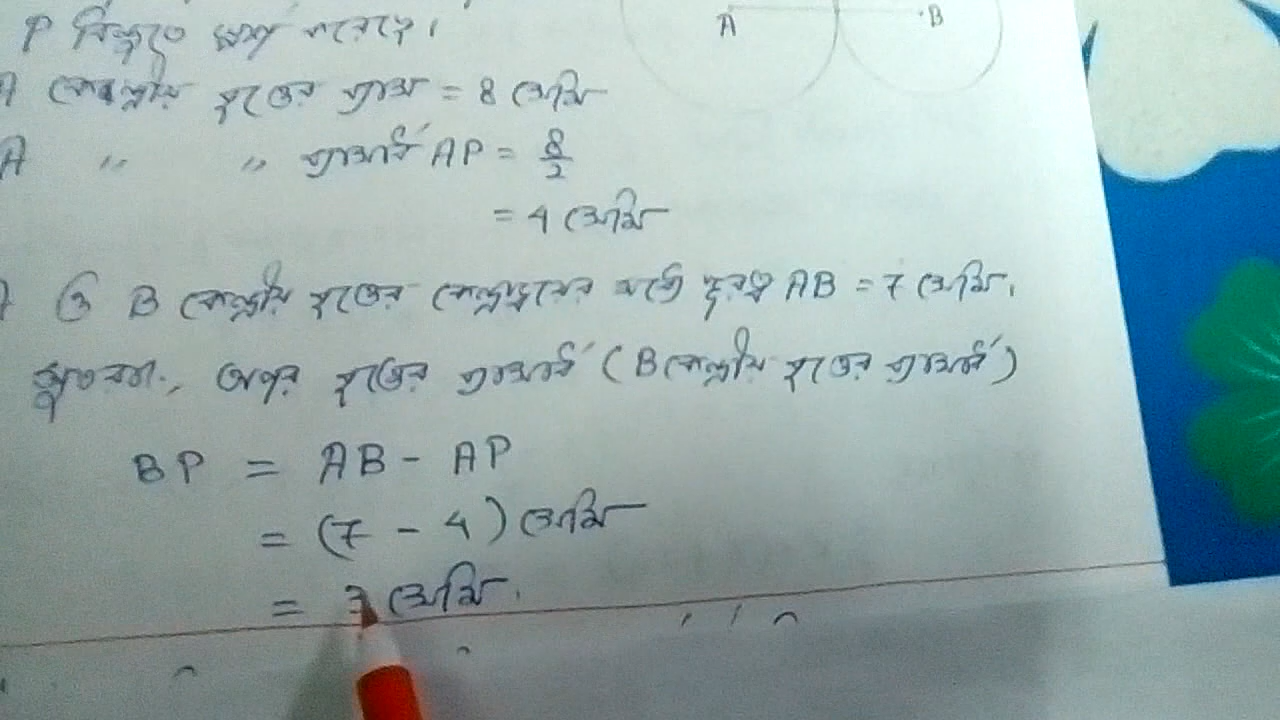 P বিন্দুতে স্পর্শ করেছে।
A B
A কেন্দ্রীয় বৃত্তের ব্যাস = 8 সেমি
A " " ব্যাসার্ধ AP = 8/2
= 4 সেমি
A ও B কেন্দ্রীয় বৃত্তের কেন্দ্রদ্বয়ের মধ্যে দূরত্ব AB = 7 সেমি.
সুতরাং, অপর বৃত্তের ব্যাসার্ধ (B কেন্দ্রীয় বৃত্তের ব্যাসার্ধ)
BP = AB - AP
= (7 - 4) সেমি
= 3 সেমি.